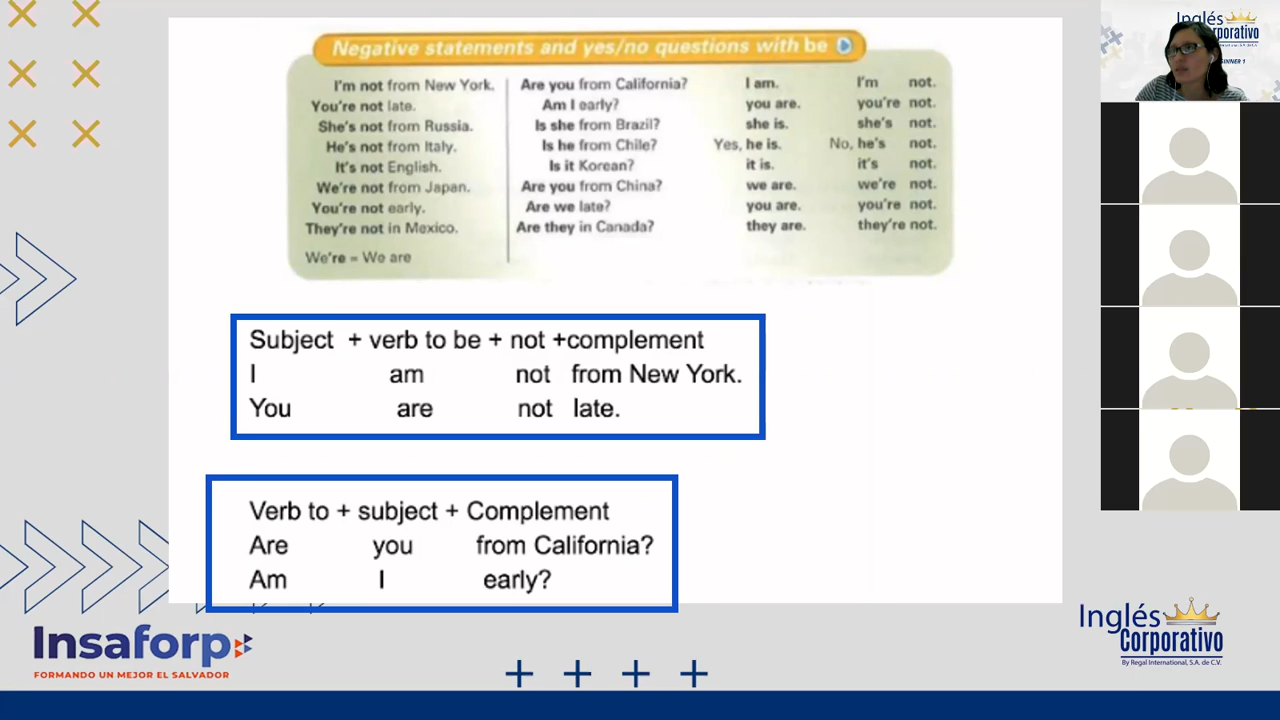 Negative statements and yes/no questions with be
I'm not from New York.
You're not late.
She's not from Russia.
He's not from Italy.
It's not English.
We're not from Japan.
You're not early.
They're not in Mexico.
We're = We are
Are you from California?
Am I early?
Is she from Brazil?
Is he from Chile?
Is it Korean?
Are you from China?
Are we late?
Are they in Canada?
I am.
you are.
she is.
Yes, he is.
it is.
we are.
you are.
they are.
I'm not.
you're not.
she's not.
No, he's not.
it's not.
we're not.
you're not.
they're not.
Subject + verb to be + not +complement
I am not from New York.
You are not late.
Verb to + subject + Complement
Are you from California?
Am I early?
Insaforp
FORMANDO UN MEJOR EL SALVADOR
Inglés
Corporativo
By Regal International, S.A. de C.V.
Inglés